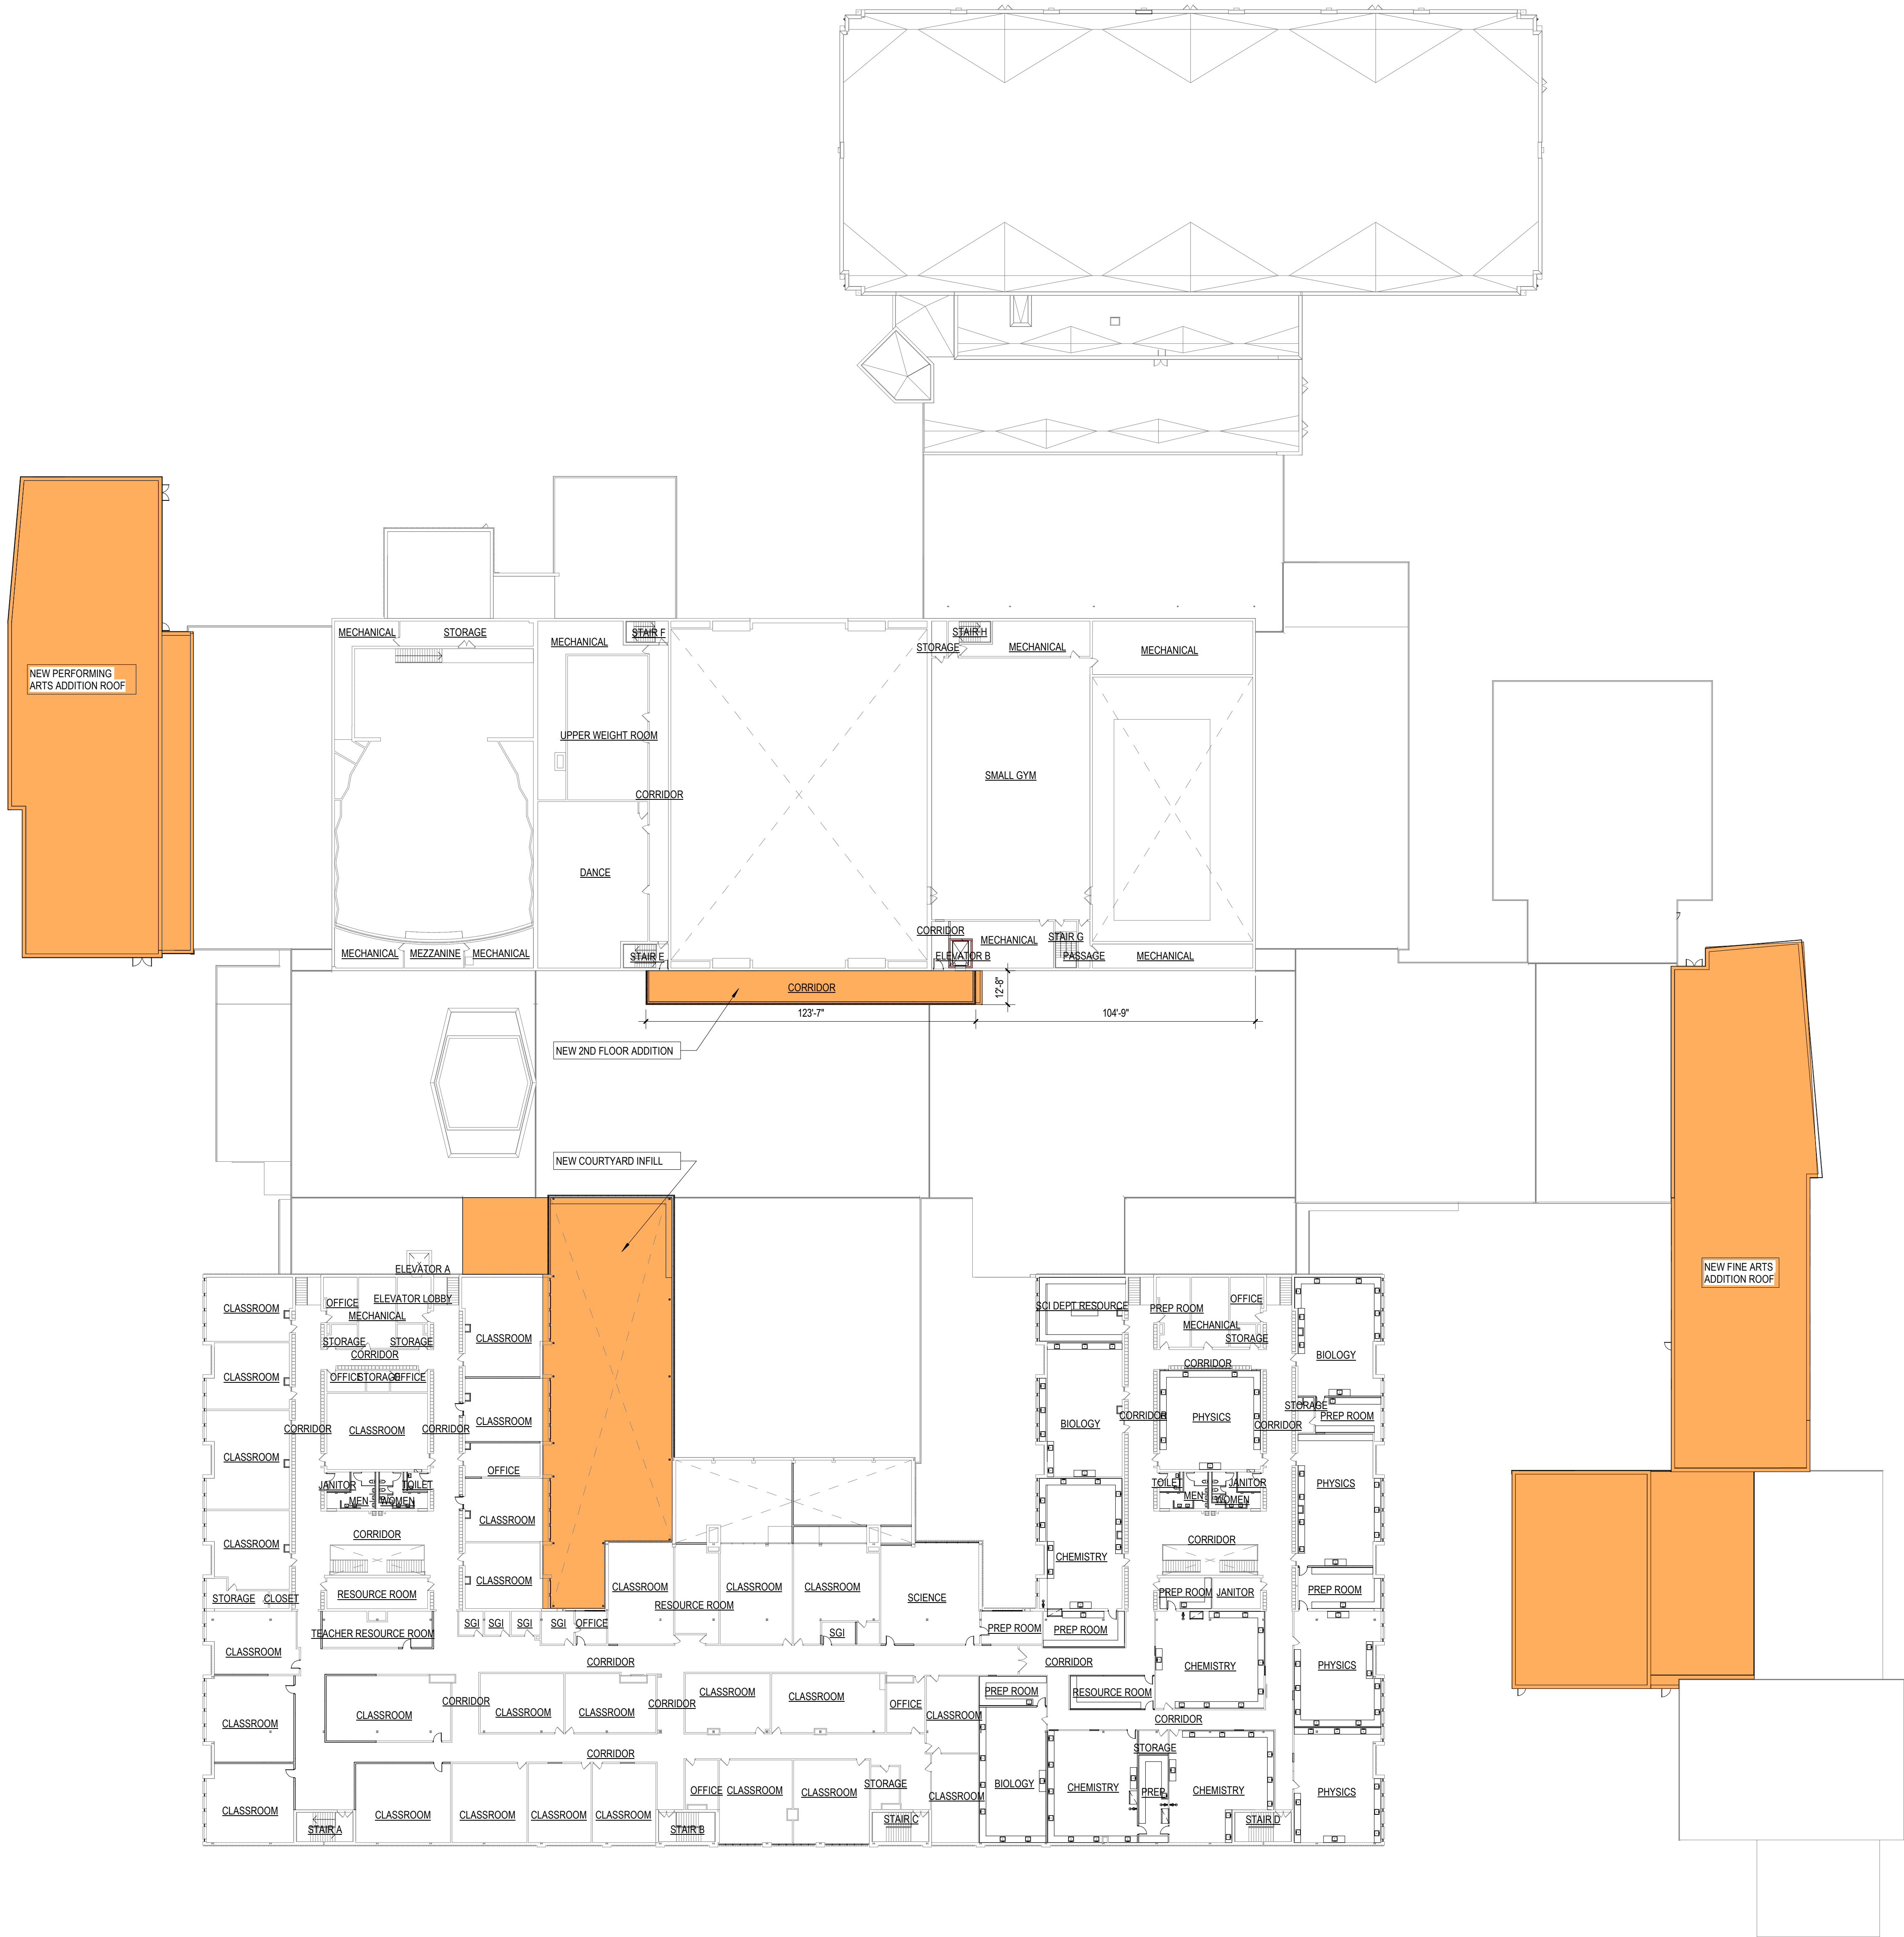 MECHANICAL
STORAGE
MECHANICAL
STAIR F
STAIR H
STORAGE
MECHANICAL
MECHANICAL
NEW PERFORMING
ARTS ADDITION ROOF
UPPER WEIGHT ROOM
SMALL GYM
CORRIDOR
DANCE
CORRIDOR
MECHANICAL
STAIR G
MECHANICAL
MEZZANINE
MECHANICAL
STAIR E
ELEVATOR B
PASSAGE
MECHANICAL
CORRIDOR
12'-8"
123'-7"
104'-9"
NEW 2ND FLOOR ADDITION
NEW COURTYARD INFILL
NEW FINE ARTS
ADDITION ROOF
ELEVATOR A
OFFICE
ELEVATOR LOBBY
CLASSROOM
MECHANICAL
STORAGE
STORAGE
CLASSROOM
CORRIDOR
CLASSROOM
OFFICE
STORAGE
OFFICE
CLASSROOM
CORRIDOR
CLASSROOM
CORRIDOR
CLASSROOM
OFFICE
JANITOR
TOILET
MEN
WOMEN
CLASSROOM
CORRIDOR
CLASSROOM
CLASSROOM
STORAGE
CLOSET
RESOURCE ROOM
TEACHER RESOURCE ROOM
SGI
SGI
SGI
SGI
OFFICE
CLASSROOM
RESOURCE ROOM
CLASSROOM
CLASSROOM
SGI
SCIENCE
PREP ROOM
SCI DEPT RESOURCE
PREP ROOM
OFFICE
MECHANICAL
STORAGE
BIOLOGY
CORRIDOR
BIOLOGY
CORRIDOR
PHYSICS
CORRIDOR
STORAGE
PREP ROOM
TOILET
JANITOR
MEN
WOMEN
PHYSICS
CORRIDOR
CHEMISTRY
PREP ROOM
JANITOR
PREP ROOM
PREP ROOM
CLASSROOM
CORRIDOR
CORRIDOR
CHEMISTRY
PHYSICS
CLASSROOM
CLASSROOM
CORRIDOR
CLASSROOM
CLASSROOM
CORRIDOR
CLASSROOM
CLASSROOM
OFFICE
CLASSROOM
PREP ROOM
RESOURCE ROOM
CORRIDOR
CORRIDOR
STORAGE
CLASSROOM
STAIR A
CLASSROOM
CLASSROOM
CLASSROOM
CLASSROOM
STAIR B
OFFICE
CLASSROOM
CLASSROOM
STORAGE
STAIR C
CLASSROOM
BIOLOGY
CHEMISTRY
PREP
CHEMISTRY
STAIR D
PHYSICS